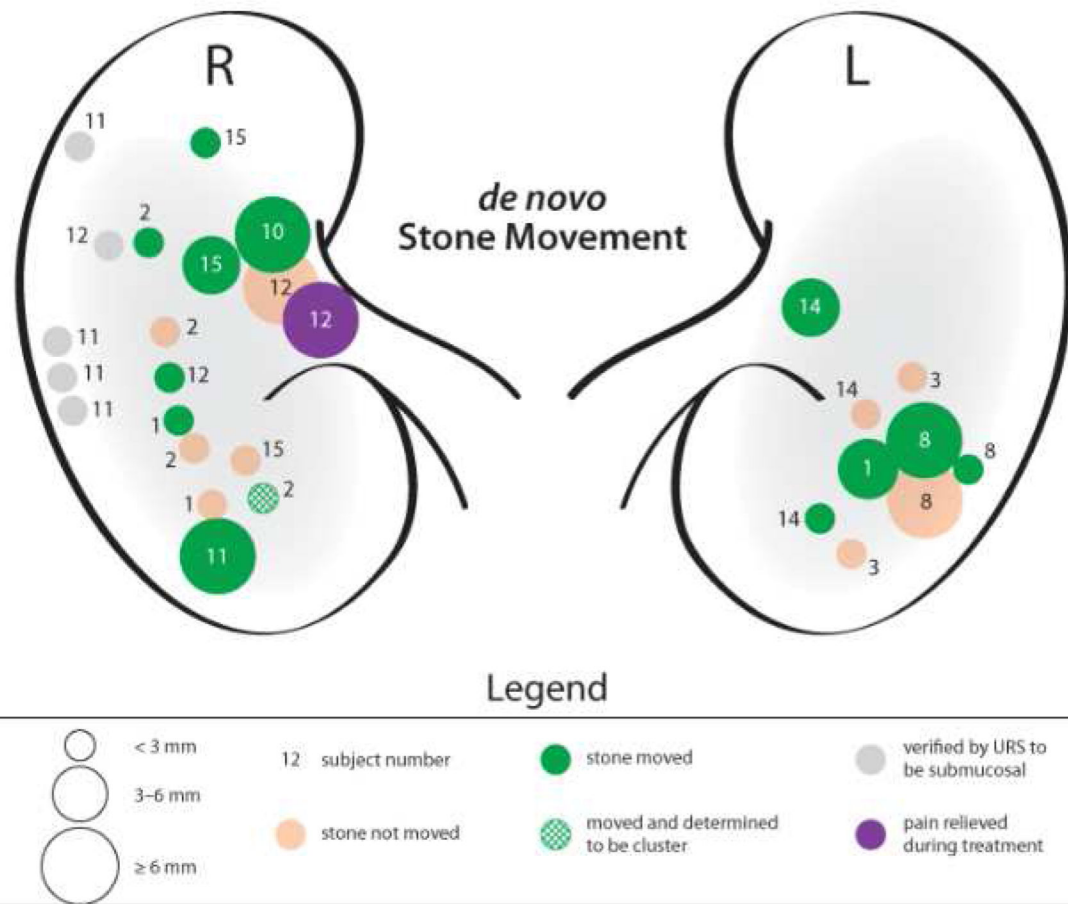 R
L
de novo
Stone Movement
11
15
2
12
10
15
12
12
2
11
12
11
11
1
2
15
1
2
11
14
3
14
8
8
1
8
14
3
Legend
< 3 mm
3–6 mm
≥ 6 mm
12 subject number
stone not moved
stone moved
moved and determined
to be cluster
verified by URS to
be submucosal
pain relieved
during treatment